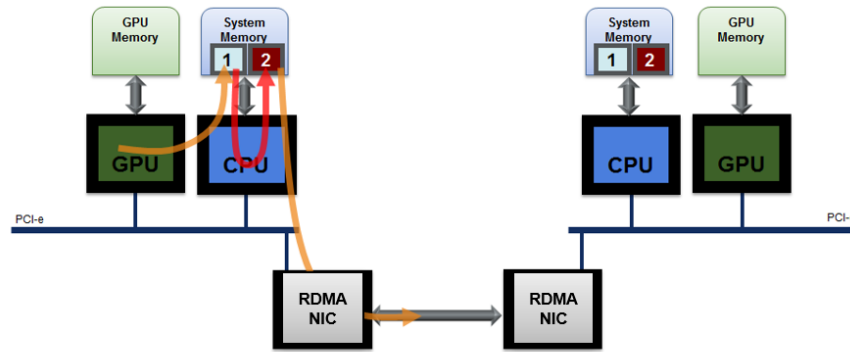 GPU
Memory
System
Memory
1 2
GPU
CPU
PCI-e
RDMA
NIC
System
Memory
1 2
GPU
Memory
CPU
GPU
PCI-
RDMA
NIC